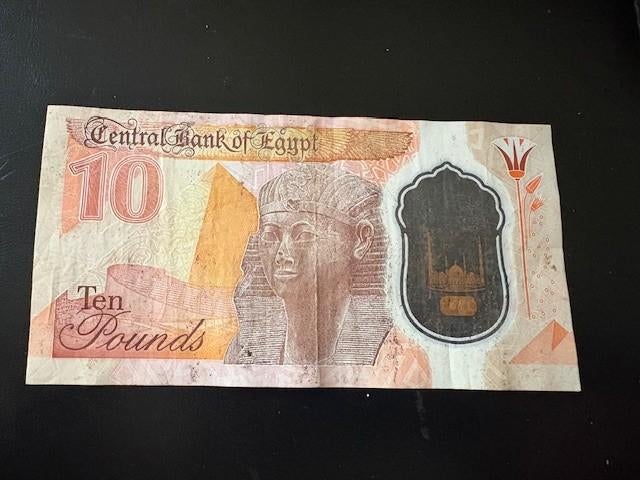 Central Bank of Egypt
10
Ten
Pounds